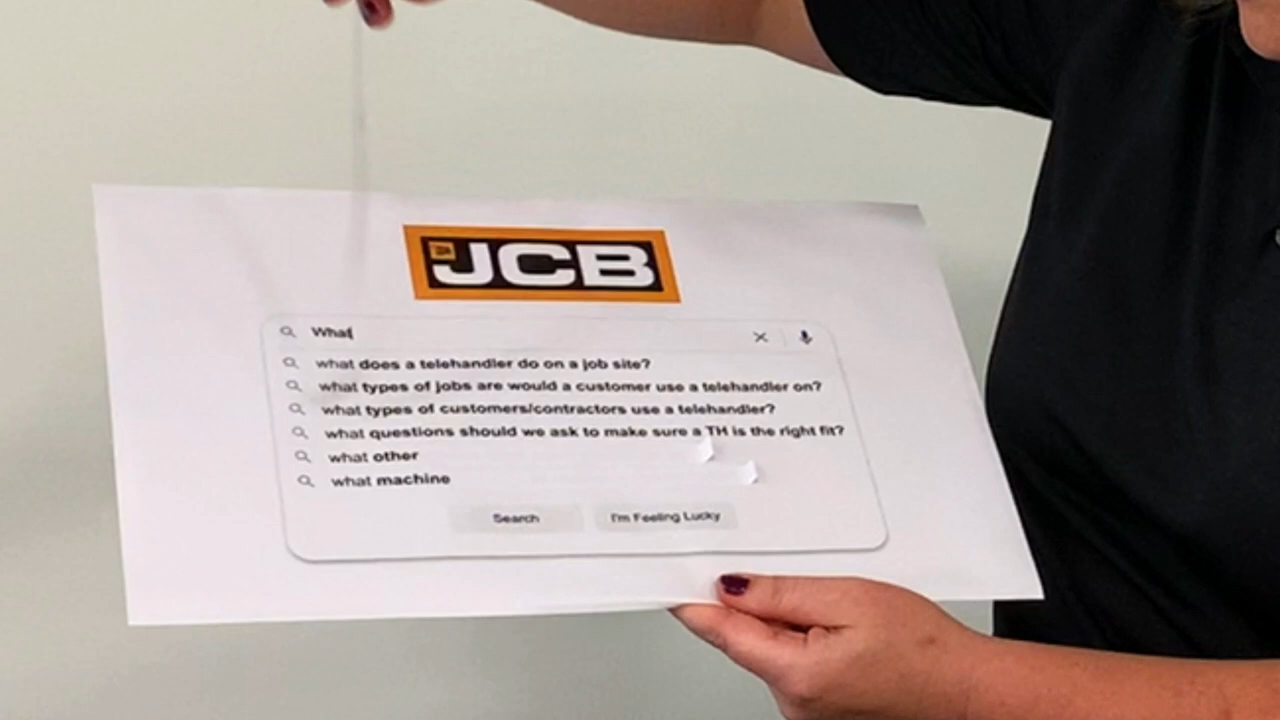 JCB
What
what does a telehandler do on a job site?
what types of jobs are would a customer use a telehandler on?
what types of customers/contractors use a telehandler?
what questions should we ask to make sure a TH is the right fit?
what other
what machine
Search
I'm Feeling Lucky